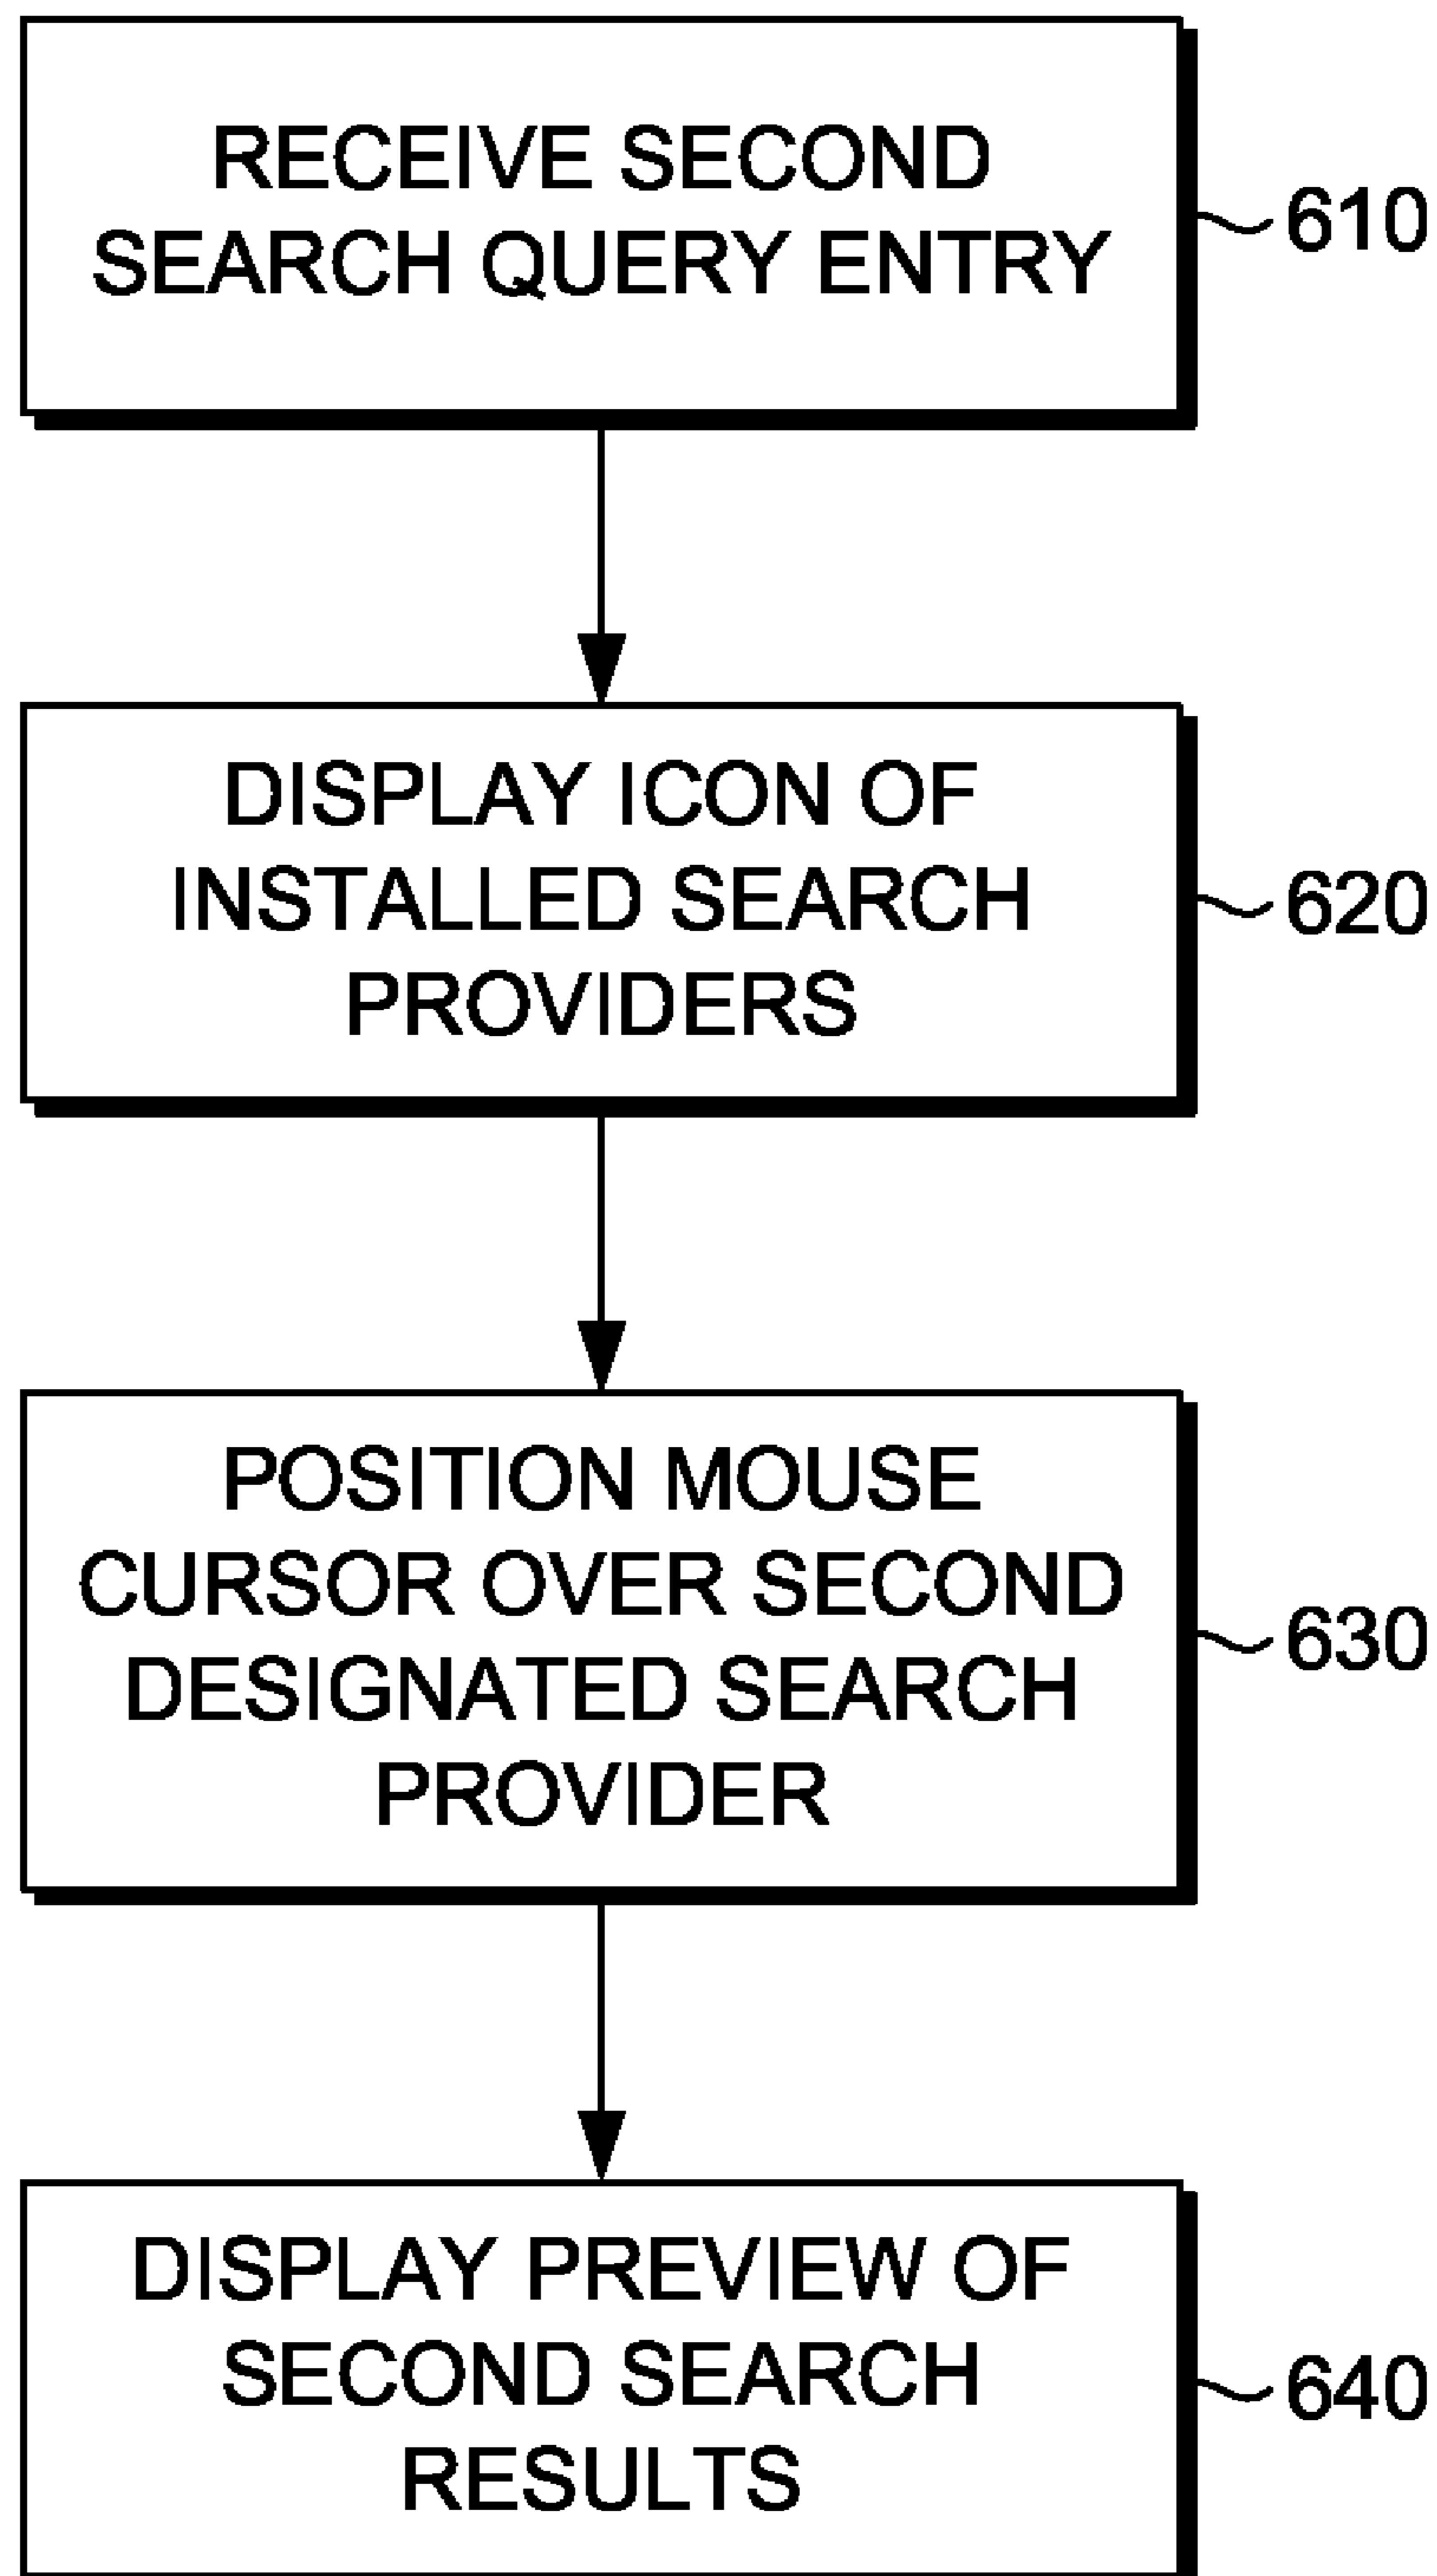 RECEIVE SECOND
SEARCH QUERY ENTRY
610
DISPLAY ICON OF
INSTALLED SEARCH
PROVIDERS
620
POSITION MOUSE
CURSOR OVER SECOND
DESIGNATED SEARCH
PROVIDER
630
DISPLAY PREVIEW OF
SECOND SEARCH
RESULTS
640